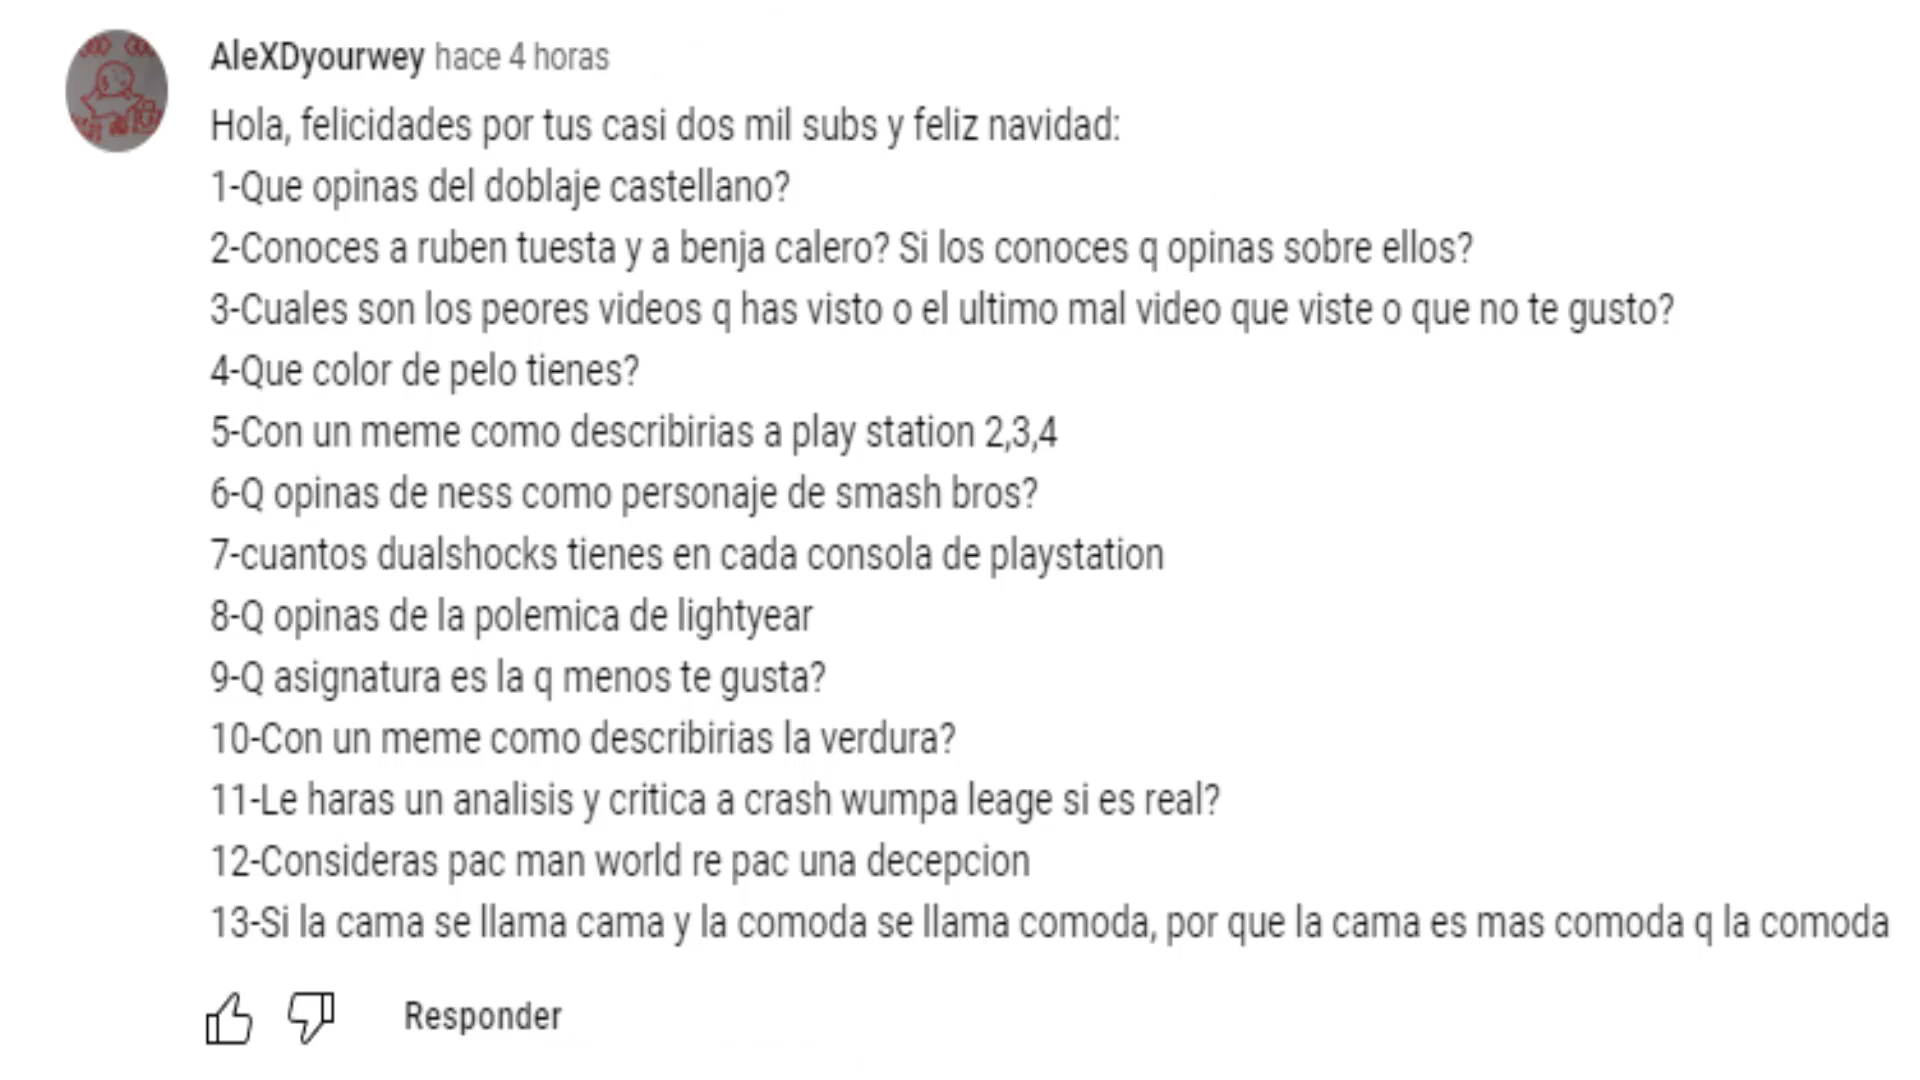 AleXDyourwey hace 4 horas
Hola, felicidades por tus casi dos mil subs y feliz navidad:
1-Que opinas del doblaje castellano?
2-Conoces a ruben tuesta y a benja calero? Si los conoces q opinas sobre ellos?
3-Cuales son los peores videos q has visto o el ultimo mal video que viste o que no te gusto?
4-Que color de pelo tienes?
5-Con un meme como describirias a play station 2,3,4
6-Q opinas de ness como personaje de smash bros?
7-cuantos dualshocks tienes en cada consola de playstation
8-Q opinas de la polemica de lightyear
9-Q asignatura es la q menos te gusta?
10-Con un meme como describirias la verdura?
11-Le haras un analisis y critica a crash wumpa leage si es real?
12-Consideras pac man world re pac una decepcion
13-Si la cama se llama cama y la comoda se llama comoda, por que la cama es mas comoda q la comoda
Responder